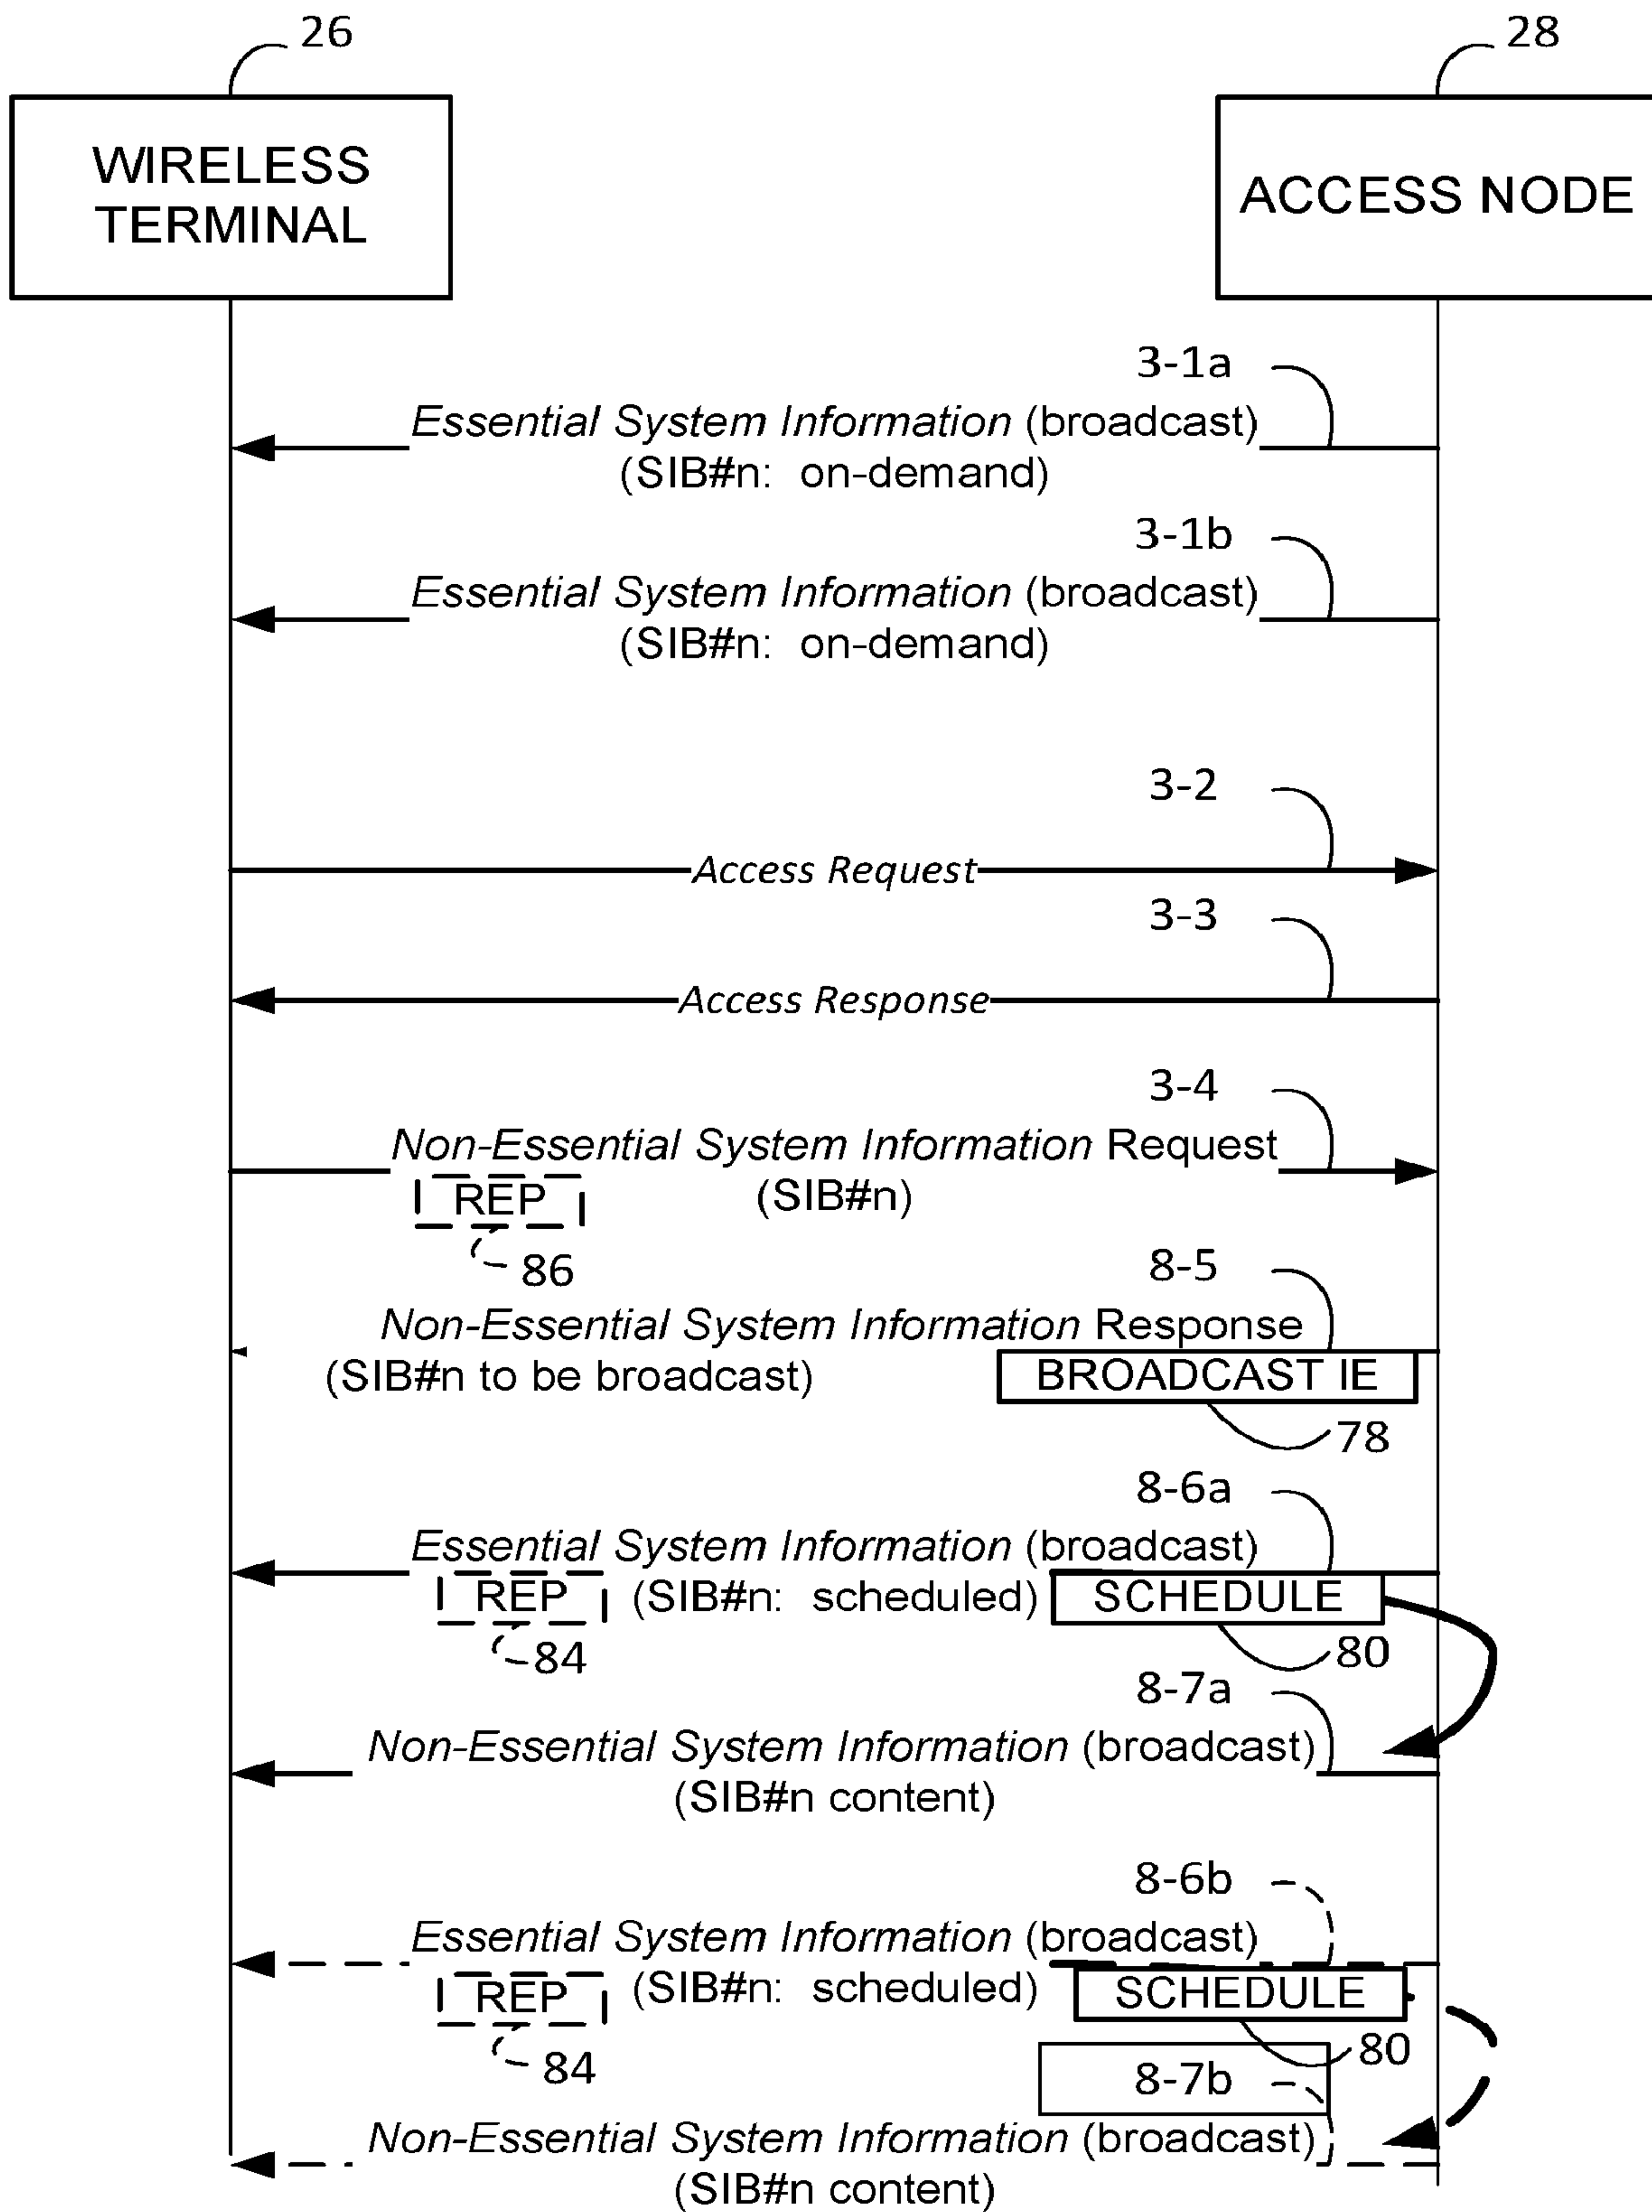 26
28
WIRELESS
TERMINAL
ACCESS NODE
3-1a
Essential System Information (broadcast)
(SIB#n: on-demand)
3-1b
Essential System Information (broadcast)
(SIB#n: on-demand)
3-2
Access Request
3-3
Access Response
3-4
Non-Essential System Information Request
REP
(SIB#n)
86
8-5
Non-Essential System Information Response
(SIB#n to be broadcast)
BROADCAST IE
78
8-6a
Essential System Information (broadcast)
REP
(SIB#n: scheduled)
SCHEDULE
84
80
8-7a
Non-Essential System Information (broadcast)
(SIB#n content)
8-6b
Essential System Information (broadcast)
REP
(SIB#n: scheduled)
SCHEDULE
84
80
8-7b
Non-Essential System Information (broadcast)
(SIB#n content)